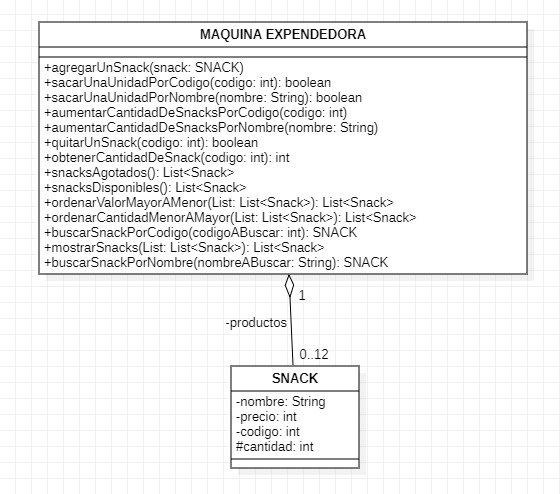 MAQUINA EXPENDEDORA
+agregarUnSnack(snack: SNACK)
+sacarUnaUnidadPorCodigo(codigo: int): boolean
+sacarUnaUnidadPorNombre(nombre: String): boolean
+aumentarCantidadDeSnacksPorCodigo(codigo: int)
+aumentarCantidadDeSnacksPorNombre(nombre: String)
+quitarUnSnack(codigo: int): boolean
+obtenerCantidadDeSnack(codigo: int): int
+snacksAgotados(): List<Snack>
+snacksDisponibles(): List<Snack>
+ordenarValorMayorAMenor(List: List<Snack>): List<Snack>
+ordenarCantidadMenorAMayor(List: List<Snack>): List<Snack>
+buscarSnackPorCodigo(codigoABuscar: int): SNACK
+mostrarSnacks(List: List<Snack>): List<Snack>
+buscarSnackPorNombre(nombreABuscar: String): SNACK
1
-productos
0..12
SNACK
-nombre: String
-precio: int
-codigo: int
#cantidad: int